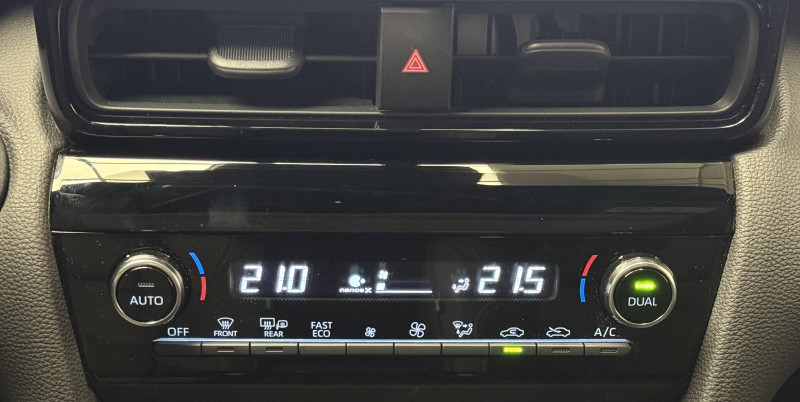 21.0 nanoe X 21.5
AUTO
DUAL
OFF FRONT REAR FAST ECO A/C